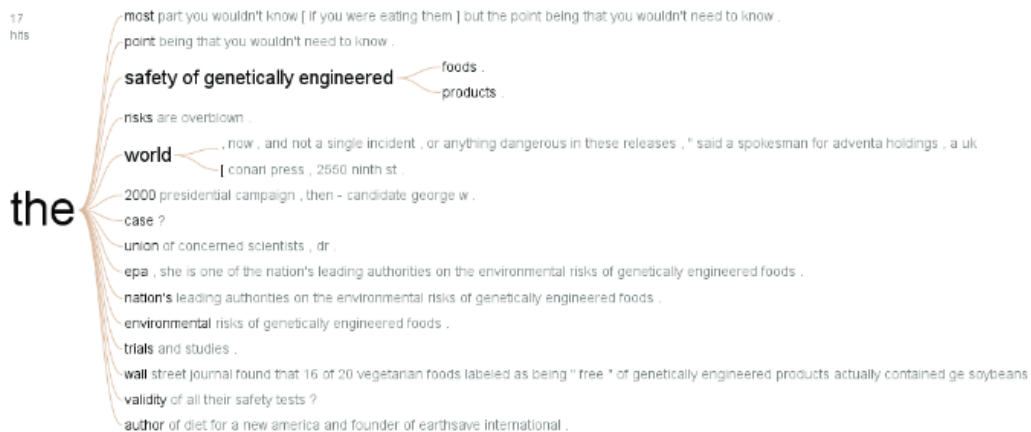 17
hits
most part you wouldn't know [ if you were eating them ] but the point being that you wouldn't need to know .
point being that you wouldn't need to know .
safety of genetically engineered
foods .
products .
risks are overblown .
world
, now , and not a single incident , or anything dangerous in these releases , " said a spokesman for adventa holdings , a uk
[ conari press , 2550 ninth st .
the
2000 presidential campaign , then - candidate george w .
case ?
union of concerned scientists , dr .
epa , she is one of the nation's leading authorities on the environmental risks of genetically engineered foods .
nation's leading authorities on the environmental risks of genetically engineered foods .
environmental risks of genetically engineered foods .
trials and studies .
wall street journal found that 16 of 20 vegetarian foods labeled as being " free " of genetically engineered products actually contained ge soybeans
validity of all their safety tests ?
author of diet for a new america and founder of earthsave international .